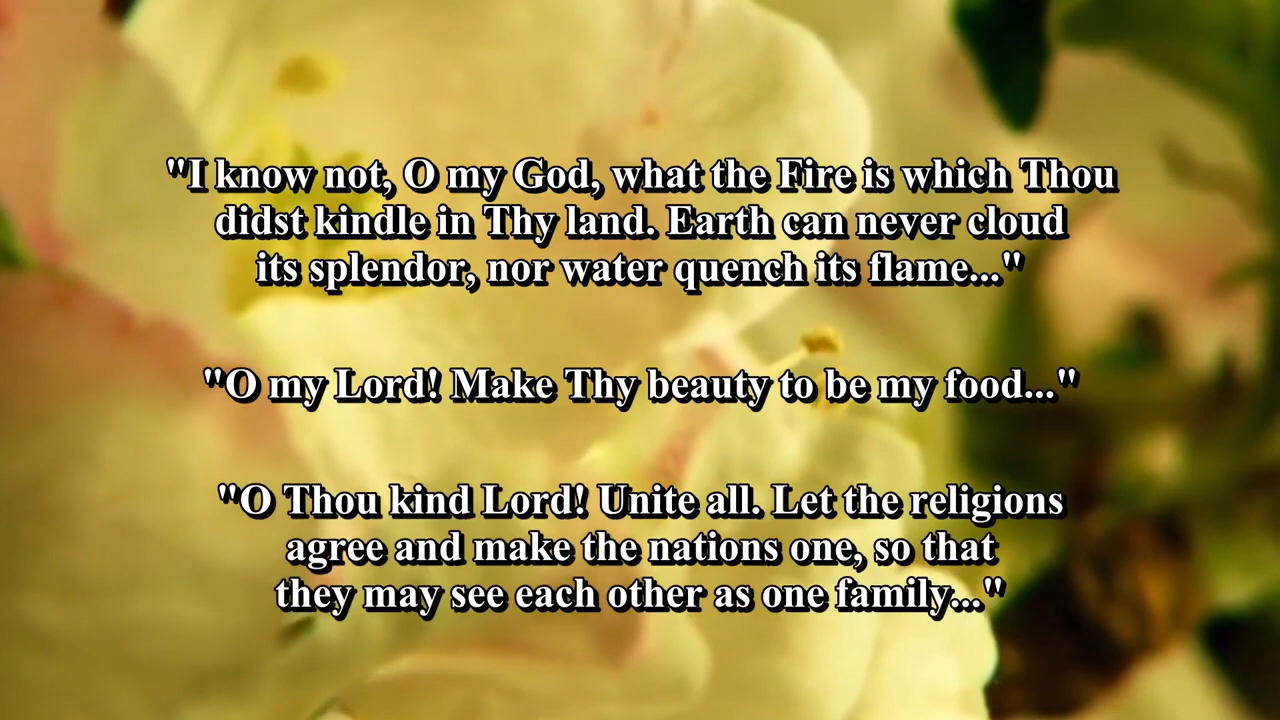 "I know not, O my God, what the Fire is which Thou
didst kindle in Thy land. Earth can never cloud
its splendor, nor water quench its flame..."
"O my Lord! Make Thy beauty to be my food..."
"O Thou kind Lord! Unite all. Let the religions
agree and make the nations one, so that
they may see each other as one family..."